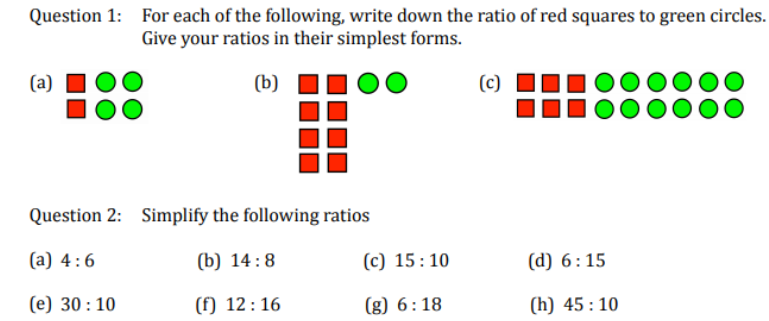 Question 1: For each of the following, write down the ratio of red squares to green circles.
Give your ratios in their simplest forms.
(a) (b) (c)
Question 2: Simplify the following ratios
(a) 4 : 6 (b) 14 : 8 (c) 15 : 10 (d) 6 : 15
(e) 30 : 10 (f) 12 : 16 (g) 6 : 18 (h) 45 : 10